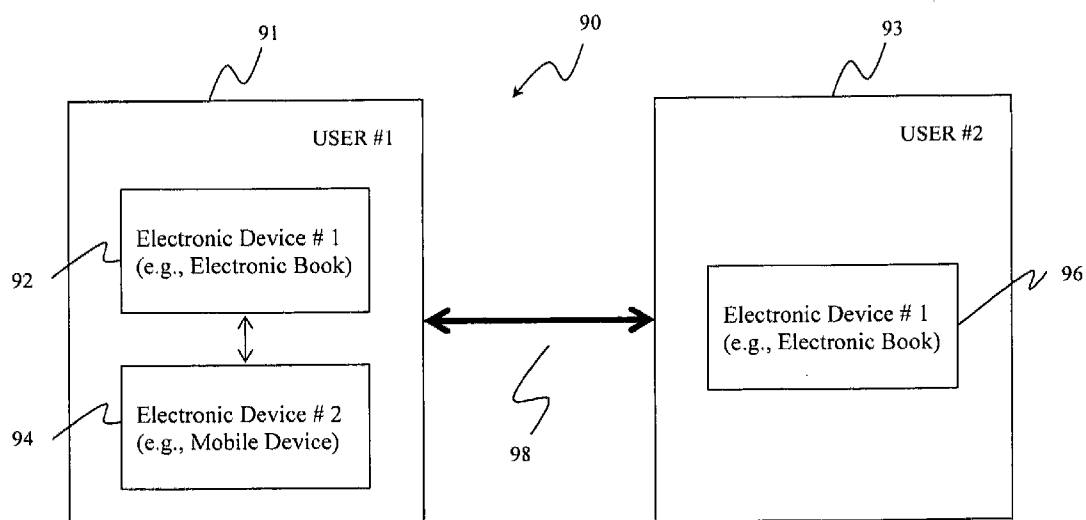 90
91
93
USER #1
USER #2
Electronic Device # 1
(e.g., Electronic Book)
92
96
Electronic Device # 1
(e.g., Electronic Book)
Electronic Device # 2
(e.g., Mobile Device)
94
98